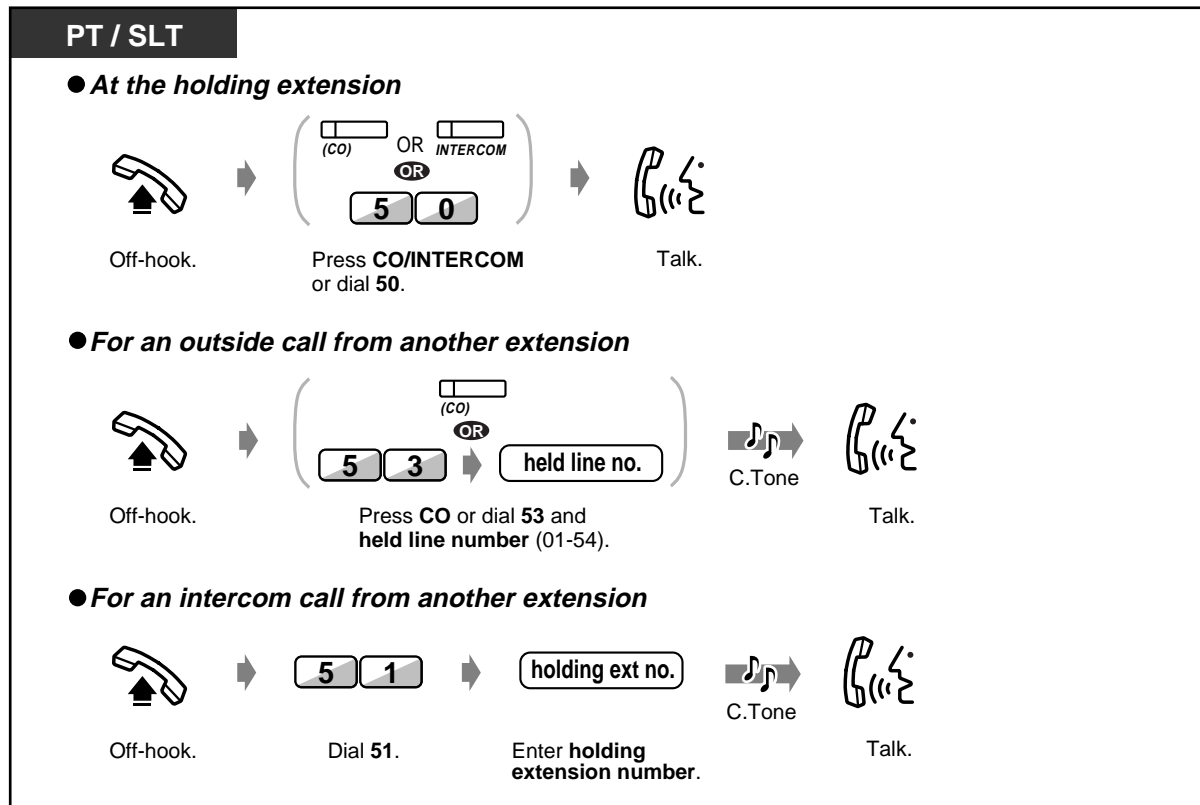 PT / SLT
● At the holding extension
(CO) OR INTERCOM
OR
5 0
Off-hook. Press CO/INTERCOM Talk.
or dial 50.
● For an outside call from another extension
(CO)
OR
5 3 held line no.
C.Tone
Off-hook. Press CO or dial 53 and Talk.
held line number (01-54).
● For an intercom call from another extension
5 1 holding ext no.
C.Tone
Off-hook. Dial 51. Enter holding Talk.
extension number.